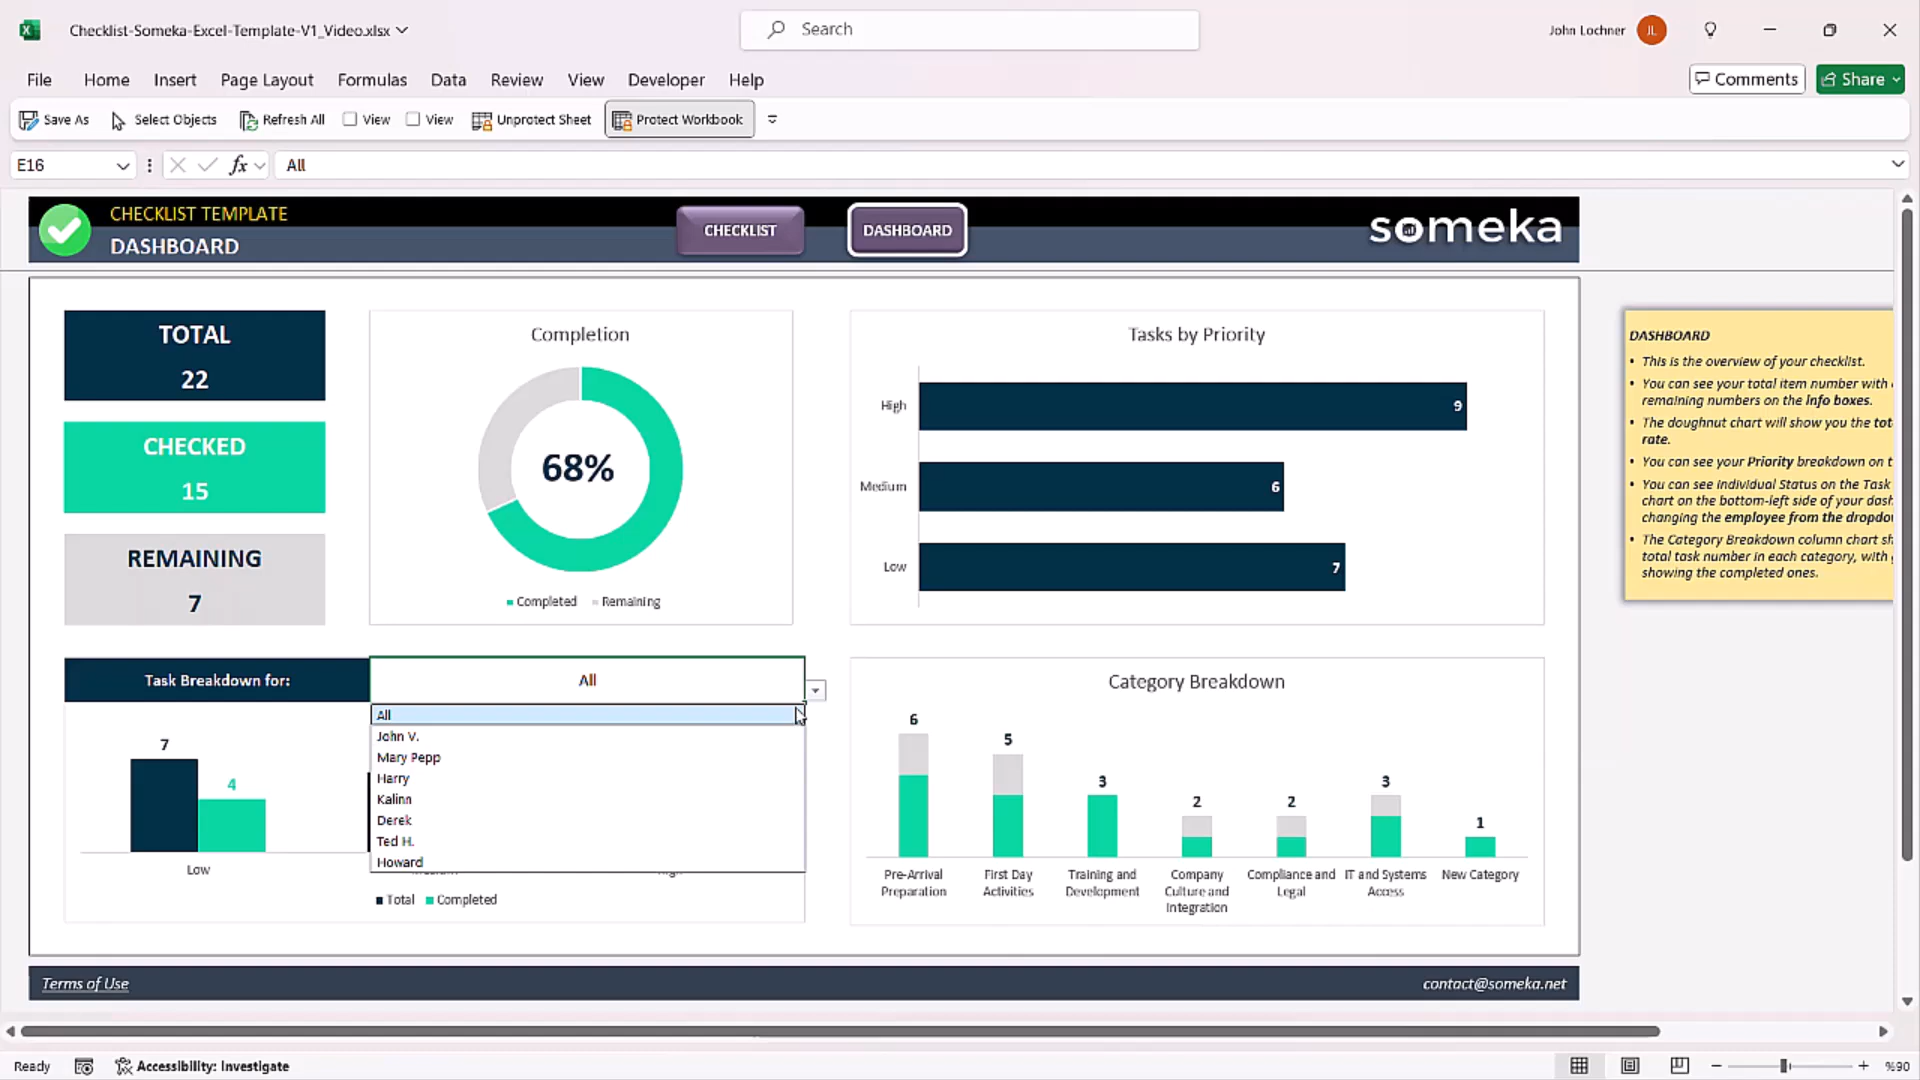 Checklist-Someka-Excel-Template-V1_Video.xlsx
Search
John Lochner
JL
File Home Insert Page Layout Formulas Data Review View Developer Help
Comments
Share
Save As
Select Objects
Refresh All
View
View
Unprotect Sheet
Protect Workbook
E16
fx
All
CHECKLIST TEMPLATE
DASHBOARD
CHECKLIST
DASHBOARD
someka
TOTAL
22
CHECKED
15
REMAINING
7
Completion
68%
Completed
Remaining
Tasks by Priority
High
9
Medium
6
Low
7
DASHBOARD
• This is the overview of your checklist.
• You can see your total item number with
remaining numbers on the info boxes.
• The doughnut chart will show you the tot
rate.
• You can see your Priority breakdown on t
• You can see individual Status on the Task
chart on the bottom-left side of your das
changing the employee from the dropdo
• The Category Breakdown column chart s
total task number in each category, with
showing the completed ones.
Task Breakdown for:
All
All
John V.
Mary Pepp
Harry
Kalinn
Derek
Ted H.
Howard
7
4
Low
Total
Completed
Category Breakdown
6
5
3
2
2
3
1
Pre-Arrival
Preparation
First Day
Activities
Training and
Development
Company
Culture and
Integration
Compliance and
Legal
IT and Systems
Access
New Category
Terms of Use
contact@someka.net
Ready
Accessibility: Investigate
%90